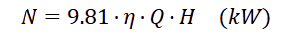 N = 9.81 · η · Q · H (kW)